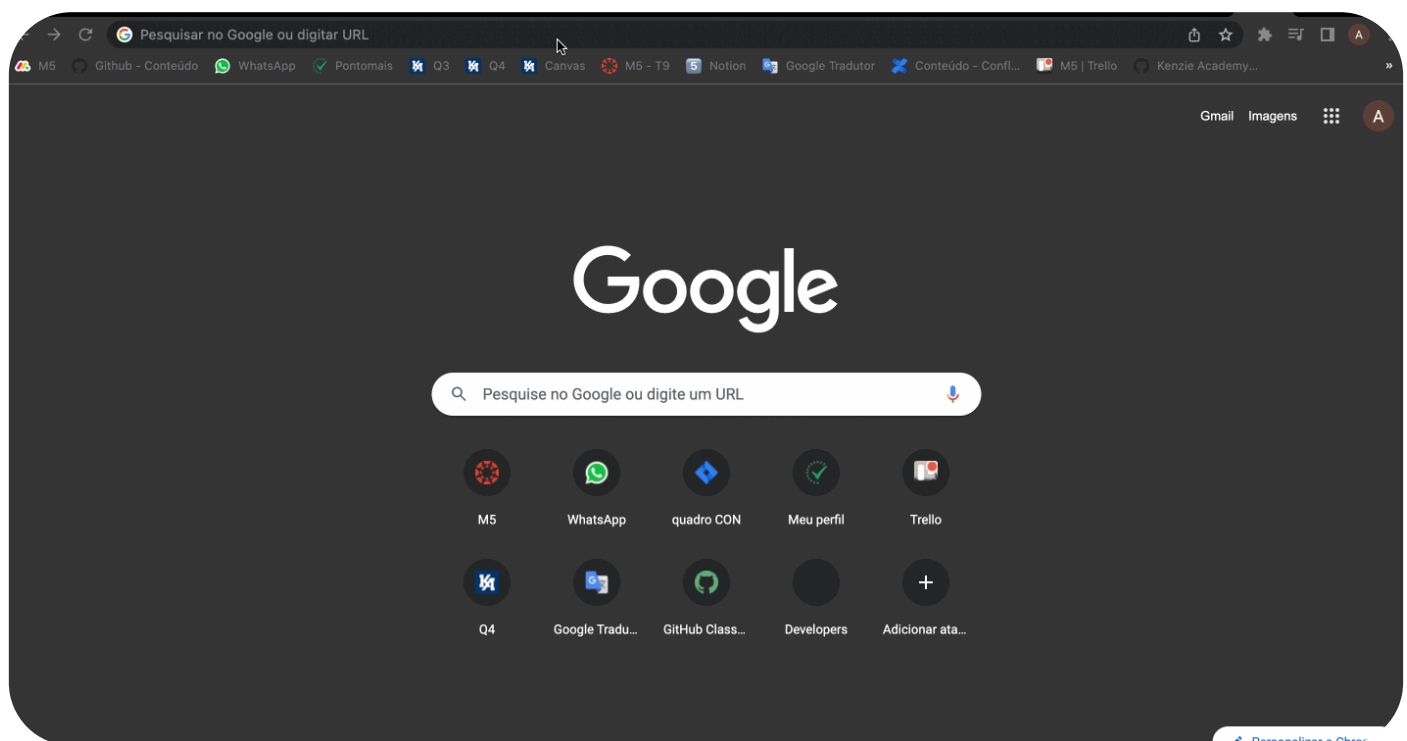 Pesquisar no Google ou digitar URL A
M5 Github - Conteúdo WhatsApp Pontomais Q3 Q4 Canvas M5 - T9 5 Notion Google Tradutor Conteúdo - Confl... M5 | Trello Kenzie Academy... »
Gmail Imagens A
Google
Pesquise no Google ou digite um URL
M5 WhatsApp quadro CON Meu perfil Trello
Q4 Google Tradu... GitHub Class... Developers Adicionar ata...